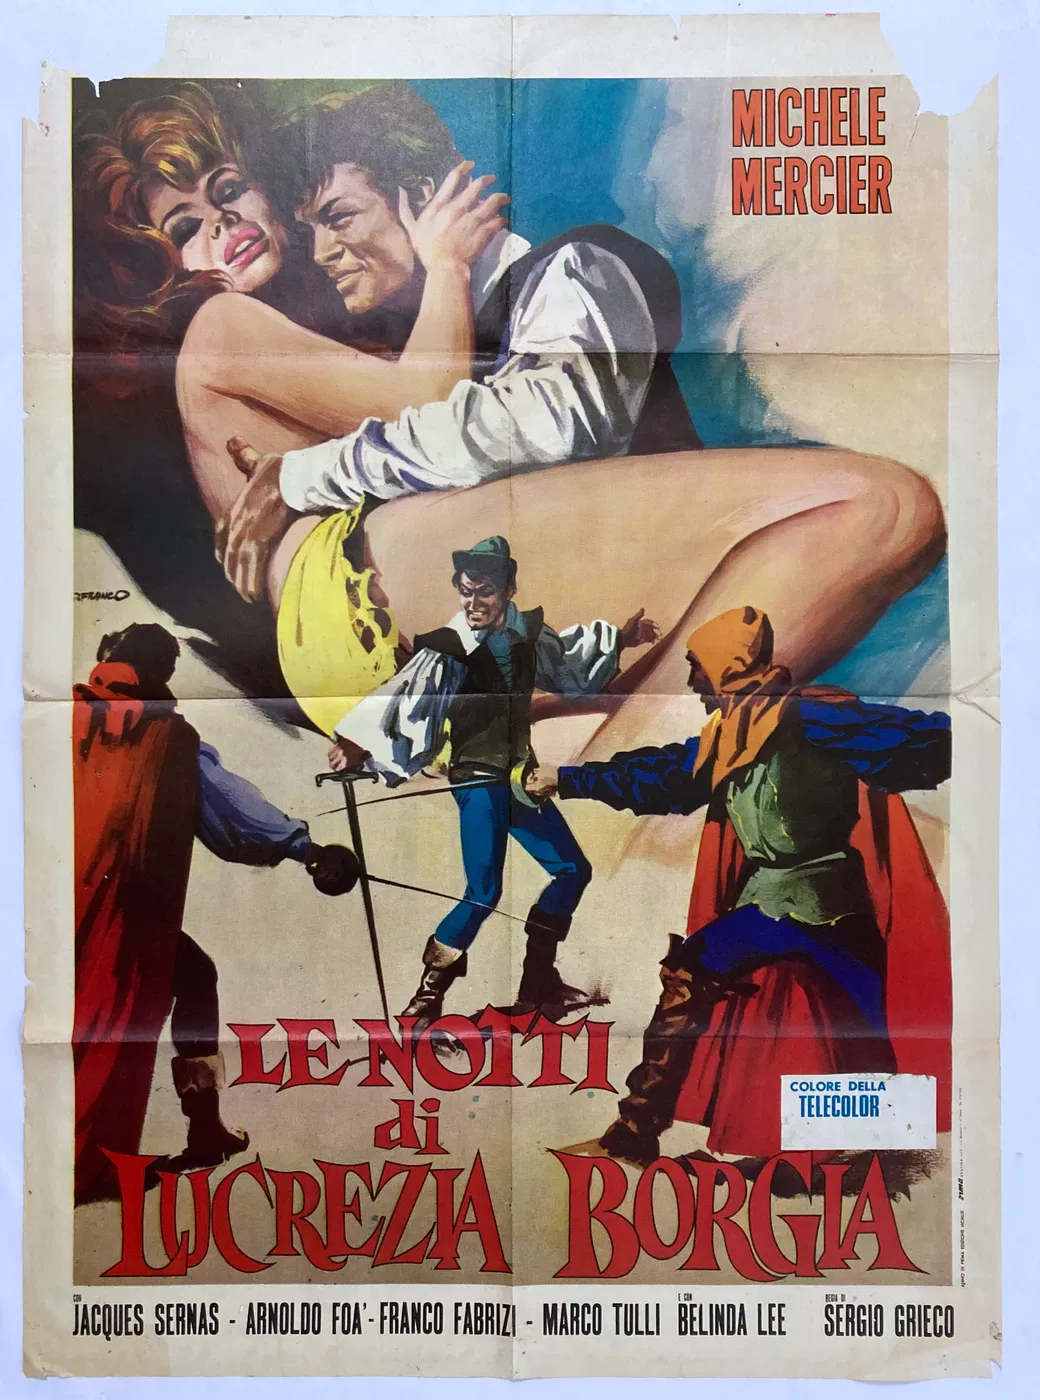 MICHELE
MERCIER
RFRANCO
LE NOTTI
di
LUCREZIA BORGIA
COLORE DELLA
TELECOLOR
CON
JACQUES SERNAS - ARNOLDO FOA' - FRANCO FABRIZI - MARCO TULLI
E CON
BELINDA LEE
REGIA DI
SERGIO GRIECO